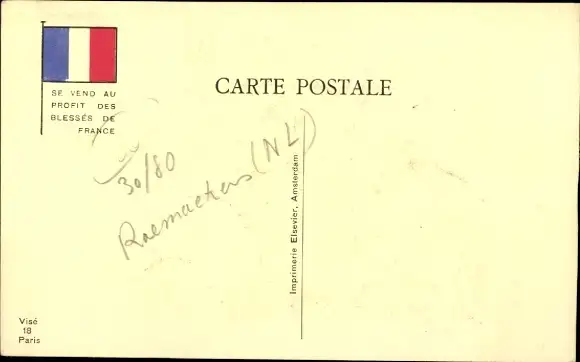 SE VEND AU
PROFIT DES
BLESSÉS DE
FRANCE
CARTE POSTALE
30/80
Raemaekers (NL)
Imprimerie Elsevier, Amsterdam
Visé
18
Paris